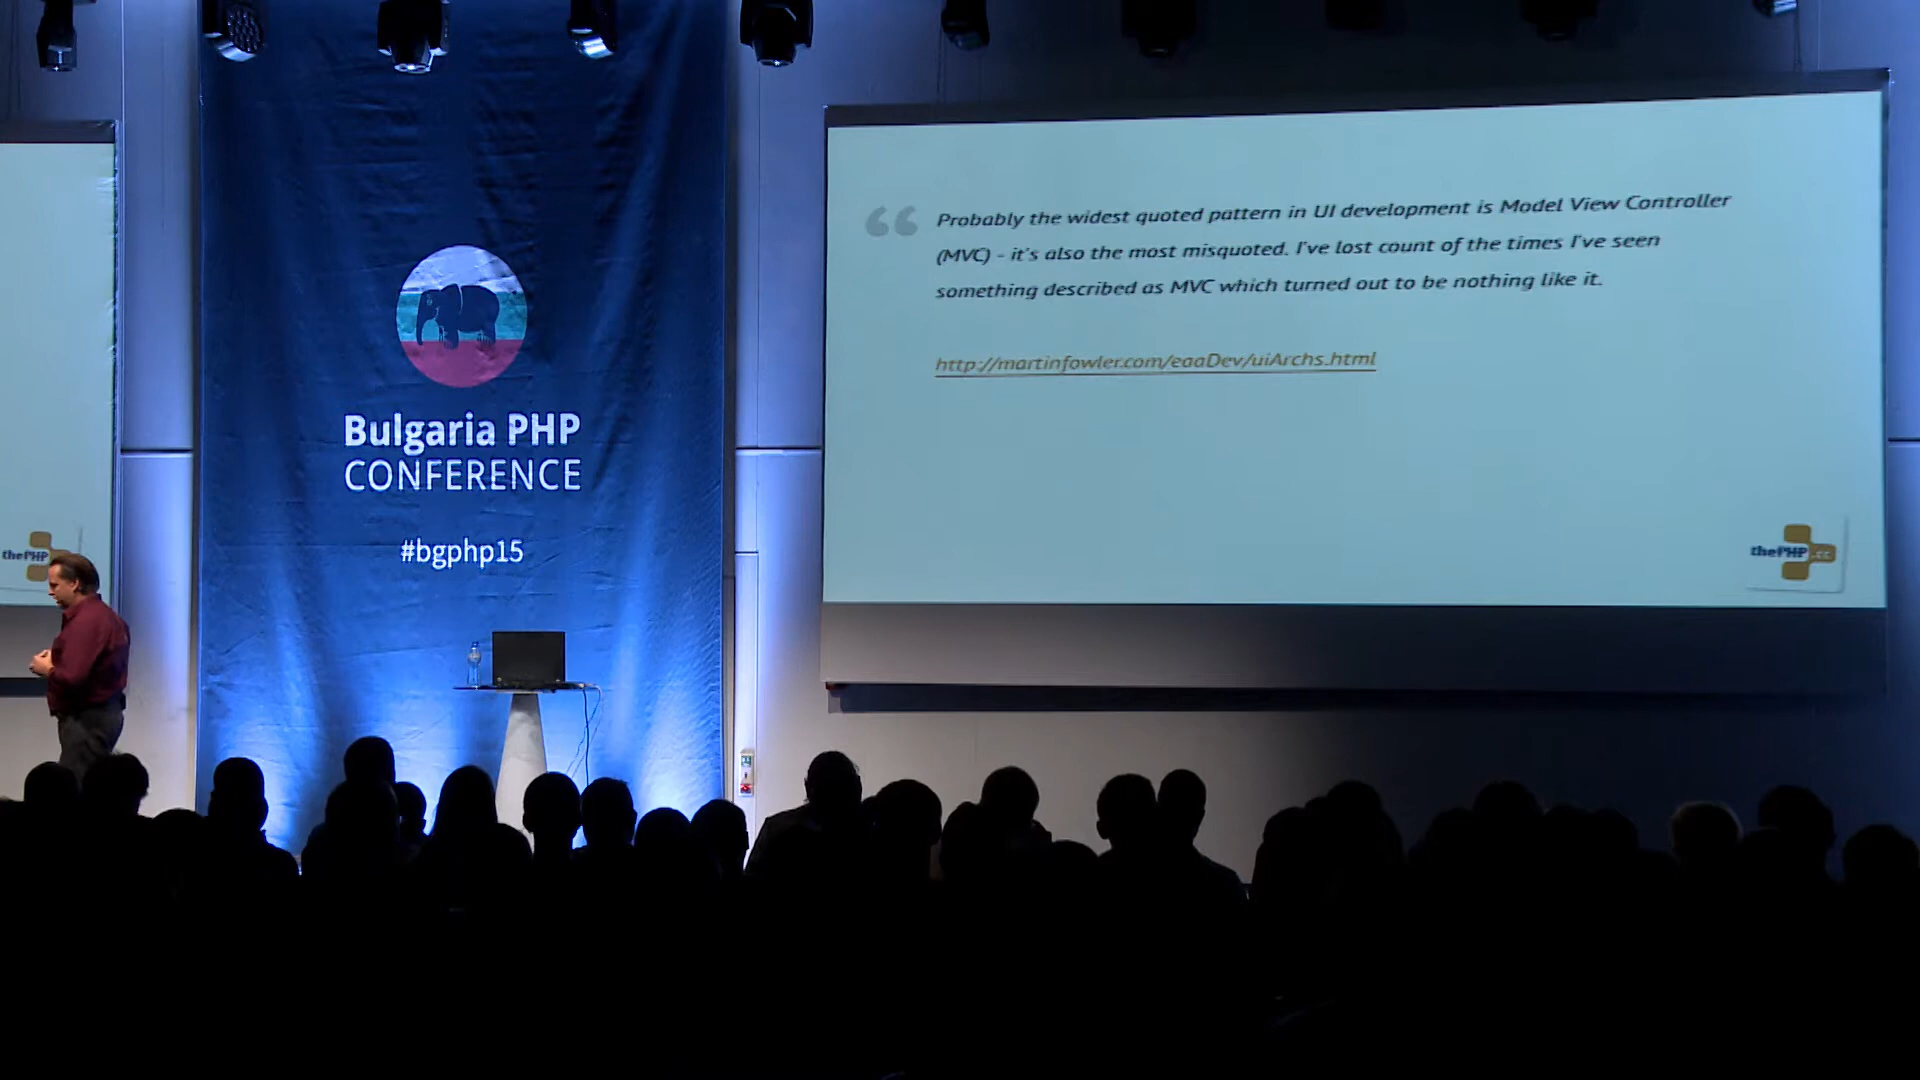 Bulgaria PHP
CONFERENCE
#bgphp15
Probably the widest quoted pattern in UI development is Model View Controller
(MVC) - it's also the most misquoted. I've lost count of the times I've seen
something described as MVC which turned out to be nothing like it.
http://martinfowler.com/eaaDev/uiArchs.html
thePHP.cc
thePHP